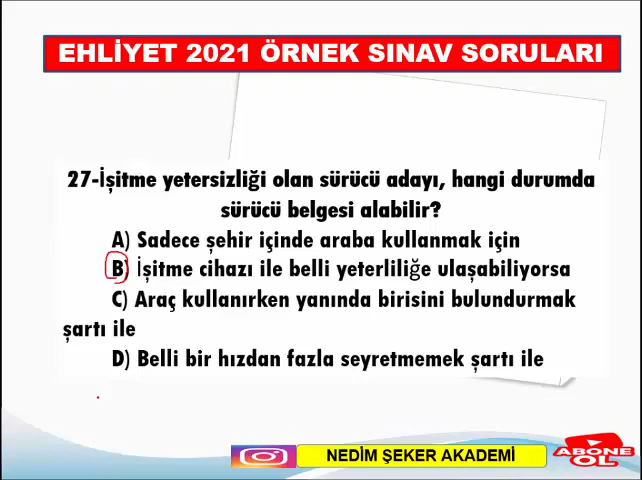 EHLİYET 2021 ÖRNEK SINAV SORULARI
27-İşitme yetersizliği olan sürücü adayı, hangi durumda
sürücü belgesi alabilir?
A) Sadece şehir içinde araba kullanmak için
B) İşitme cihazı ile belli yeterliliğe ulaşabiliyorsa
C) Araç kullanırken yanında birisini bulundurmak
şartı ile
D) Belli bir hızdan fazla seyretmemek şartı ile
NEDİM ŞEKER AKADEMİ
ABONE
OL